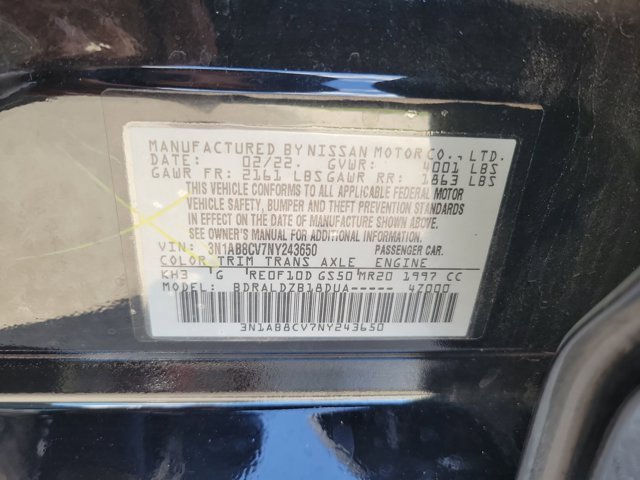 MANUFACTURED BY NISSAN MOTOR CO., LTD.
DATE: 02/22 GVWR: 4001 LBS
GAWR FR: 2161 LBS GAWR RR: 1863 LBS
THIS VEHICLE CONFORMS TO ALL APPLICABLE FEDERAL MOTOR
VEHICLE SAFETY, BUMPER AND THEFT PREVENTION STANDARDS
IN EFFECT ON THE DATE OF MANUFACTURE SHOWN ABOVE.
SEE OWNER'S MANUAL.
VIN: 3N1AB8CV7NY243650 PASSENGER CAR.
COLOR TRIM TRANS AXLE ENGINE
KH3 G RE0F10D GS50 MR20 1997 CC
MODEL: BDRALDZB18DUA----- 47000
3N1AB8CV7NY243650